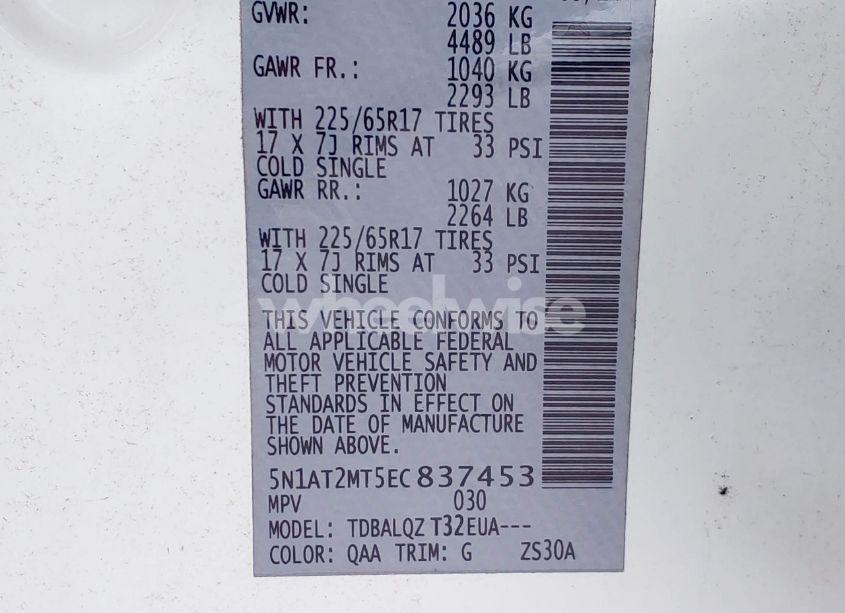 GVWR: 2036 KG
4489 LB
GAWR FR.: 1040 KG
2293 LB
WITH 225/65R17 TIRES
17 X 7J RIMS AT 33 PSI
COLD SINGLE
GAWR RR.: 1027 KG
2264 LB
WITH 225/65R17 TIRES
17 X 7J RIMS AT 33 PSI
COLD SINGLE
wheelwise
THIS VEHICLE CONFORMS TO
ALL APPLICABLE FEDERAL
MOTOR VEHICLE SAFETY AND
THEFT PREVENTION
STANDARDS IN EFFECT ON
THE DATE OF MANUFACTURE
SHOWN ABOVE.
5N1AT2MT5EC837453
MPV 030
MODEL: TDBALQZ T32EUA---
COLOR: QAA TRIM: G ZS30A